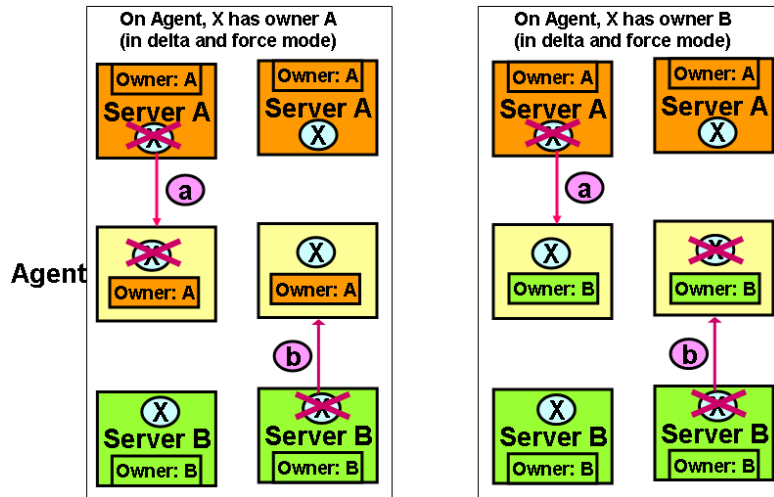 On Agent, X has owner A
(in delta and force mode)
Owner: A
Server A
X
Owner: A
Server A
X
a
Agent
X
Owner: A
X
Owner: A
b
X
Server B
Owner: B
X
Server B
Owner: B
On Agent, X has owner B
(in delta and force mode)
Owner: A
Server A
X
Owner: A
Server A
X
a
X
Owner: B
X
Owner: B
b
X
Server B
Owner: B
X
Server B
Owner: B